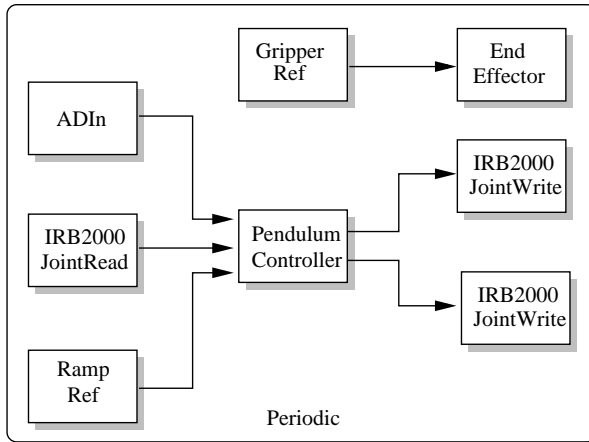 Gripper
Ref
End
Effector
ADIn
IRB2000
JointWrite
IRB2000
JointRead
Pendulum
Controller
IRB2000
JointWrite
Ramp
Ref
Periodic